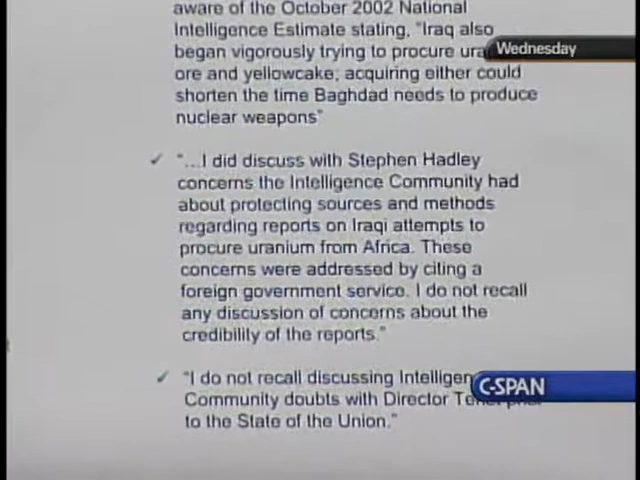 aware of the October 2002 National
Intelligence Estimate stating, "Iraq also
began vigorously trying to procure
Wednesday
ore and yellowcake; acquiring either could
shorten the time Baghdad needs to produce
nuclear weapons"
✓ "...I did discuss with Stephen Hadley
concerns the Intelligence Community had
about protecting sources and methods
regarding reports on Iraqi attempts to
procure uranium from Africa. These
concerns were addressed by citing a
foreign government service. I do not recall
any discussion of concerns about the
credibility of the reports."
✓ "I do not recall discussing
C-SPAN
Community doubts with Director
to the State of the Union."